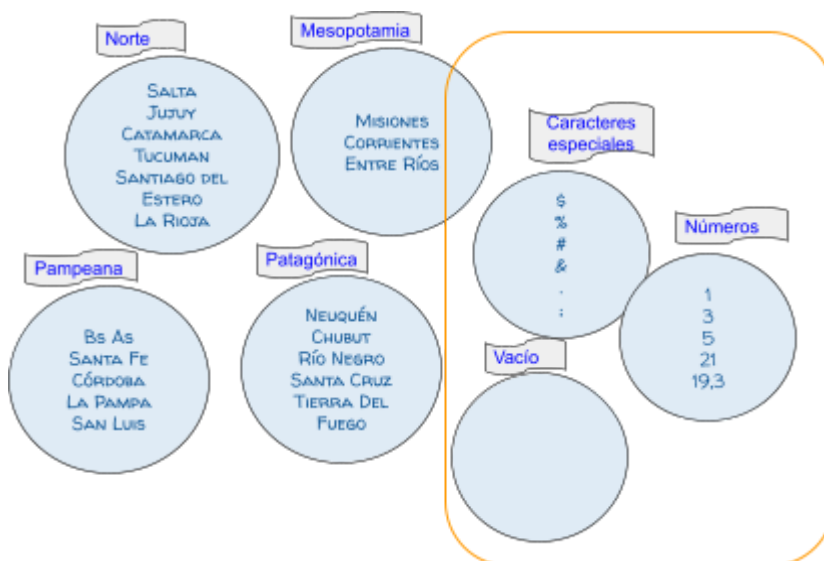 Norte
Salta
Jujuy
Catamarca
Tucuman
Santiago del
Estero
La Rioja
Mesopotamia
Misiones
Corrientes
Entre Ríos
Caracteres
especiales
$
%
#
&
.
:
Números
1
3
5
21
19,3
Pampeana
Bs As
Santa Fe
Córdoba
La Pampa
San Luis
Patagónica
Neuquén
Chubut
Río Negro
Santa Cruz
Tierra Del
Fuego
Vacío